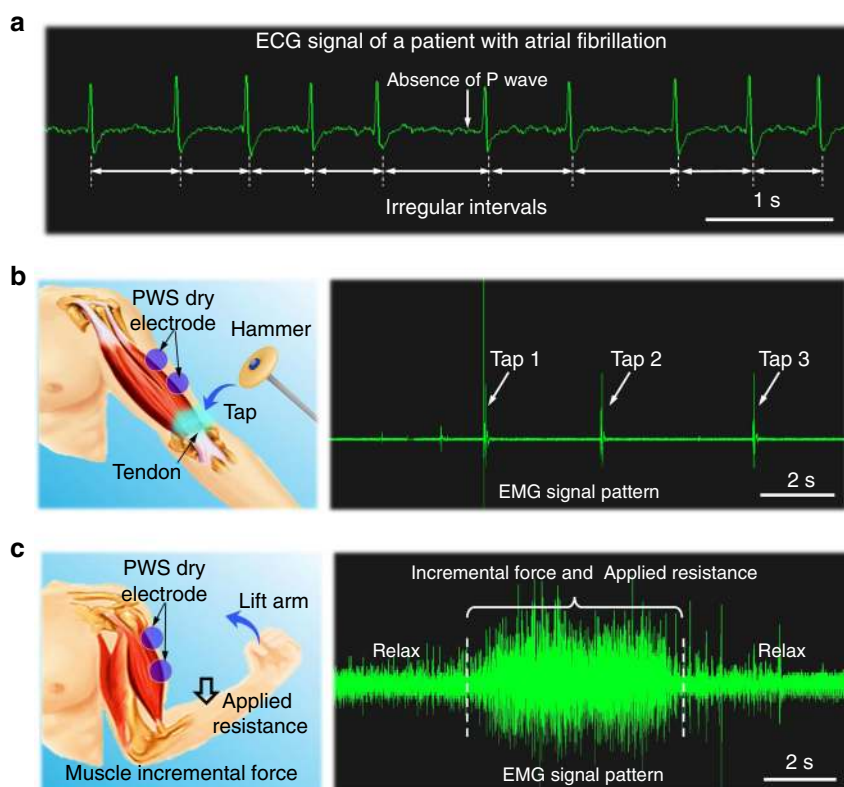 a
ECG signal of a patient with atrial fibrillation
Absence of P wave
Irregular intervals
1 s
b
PWS dry
electrode
Hammer
Tap
Tendon
Tap 1
Tap 2
Tap 3
EMG signal pattern
2 s
c
PWS dry
electrode
Lift arm
Applied
resistance
Muscle incremental force
Incremental force and Applied resistance
Relax
Relax
EMG signal pattern
2 s